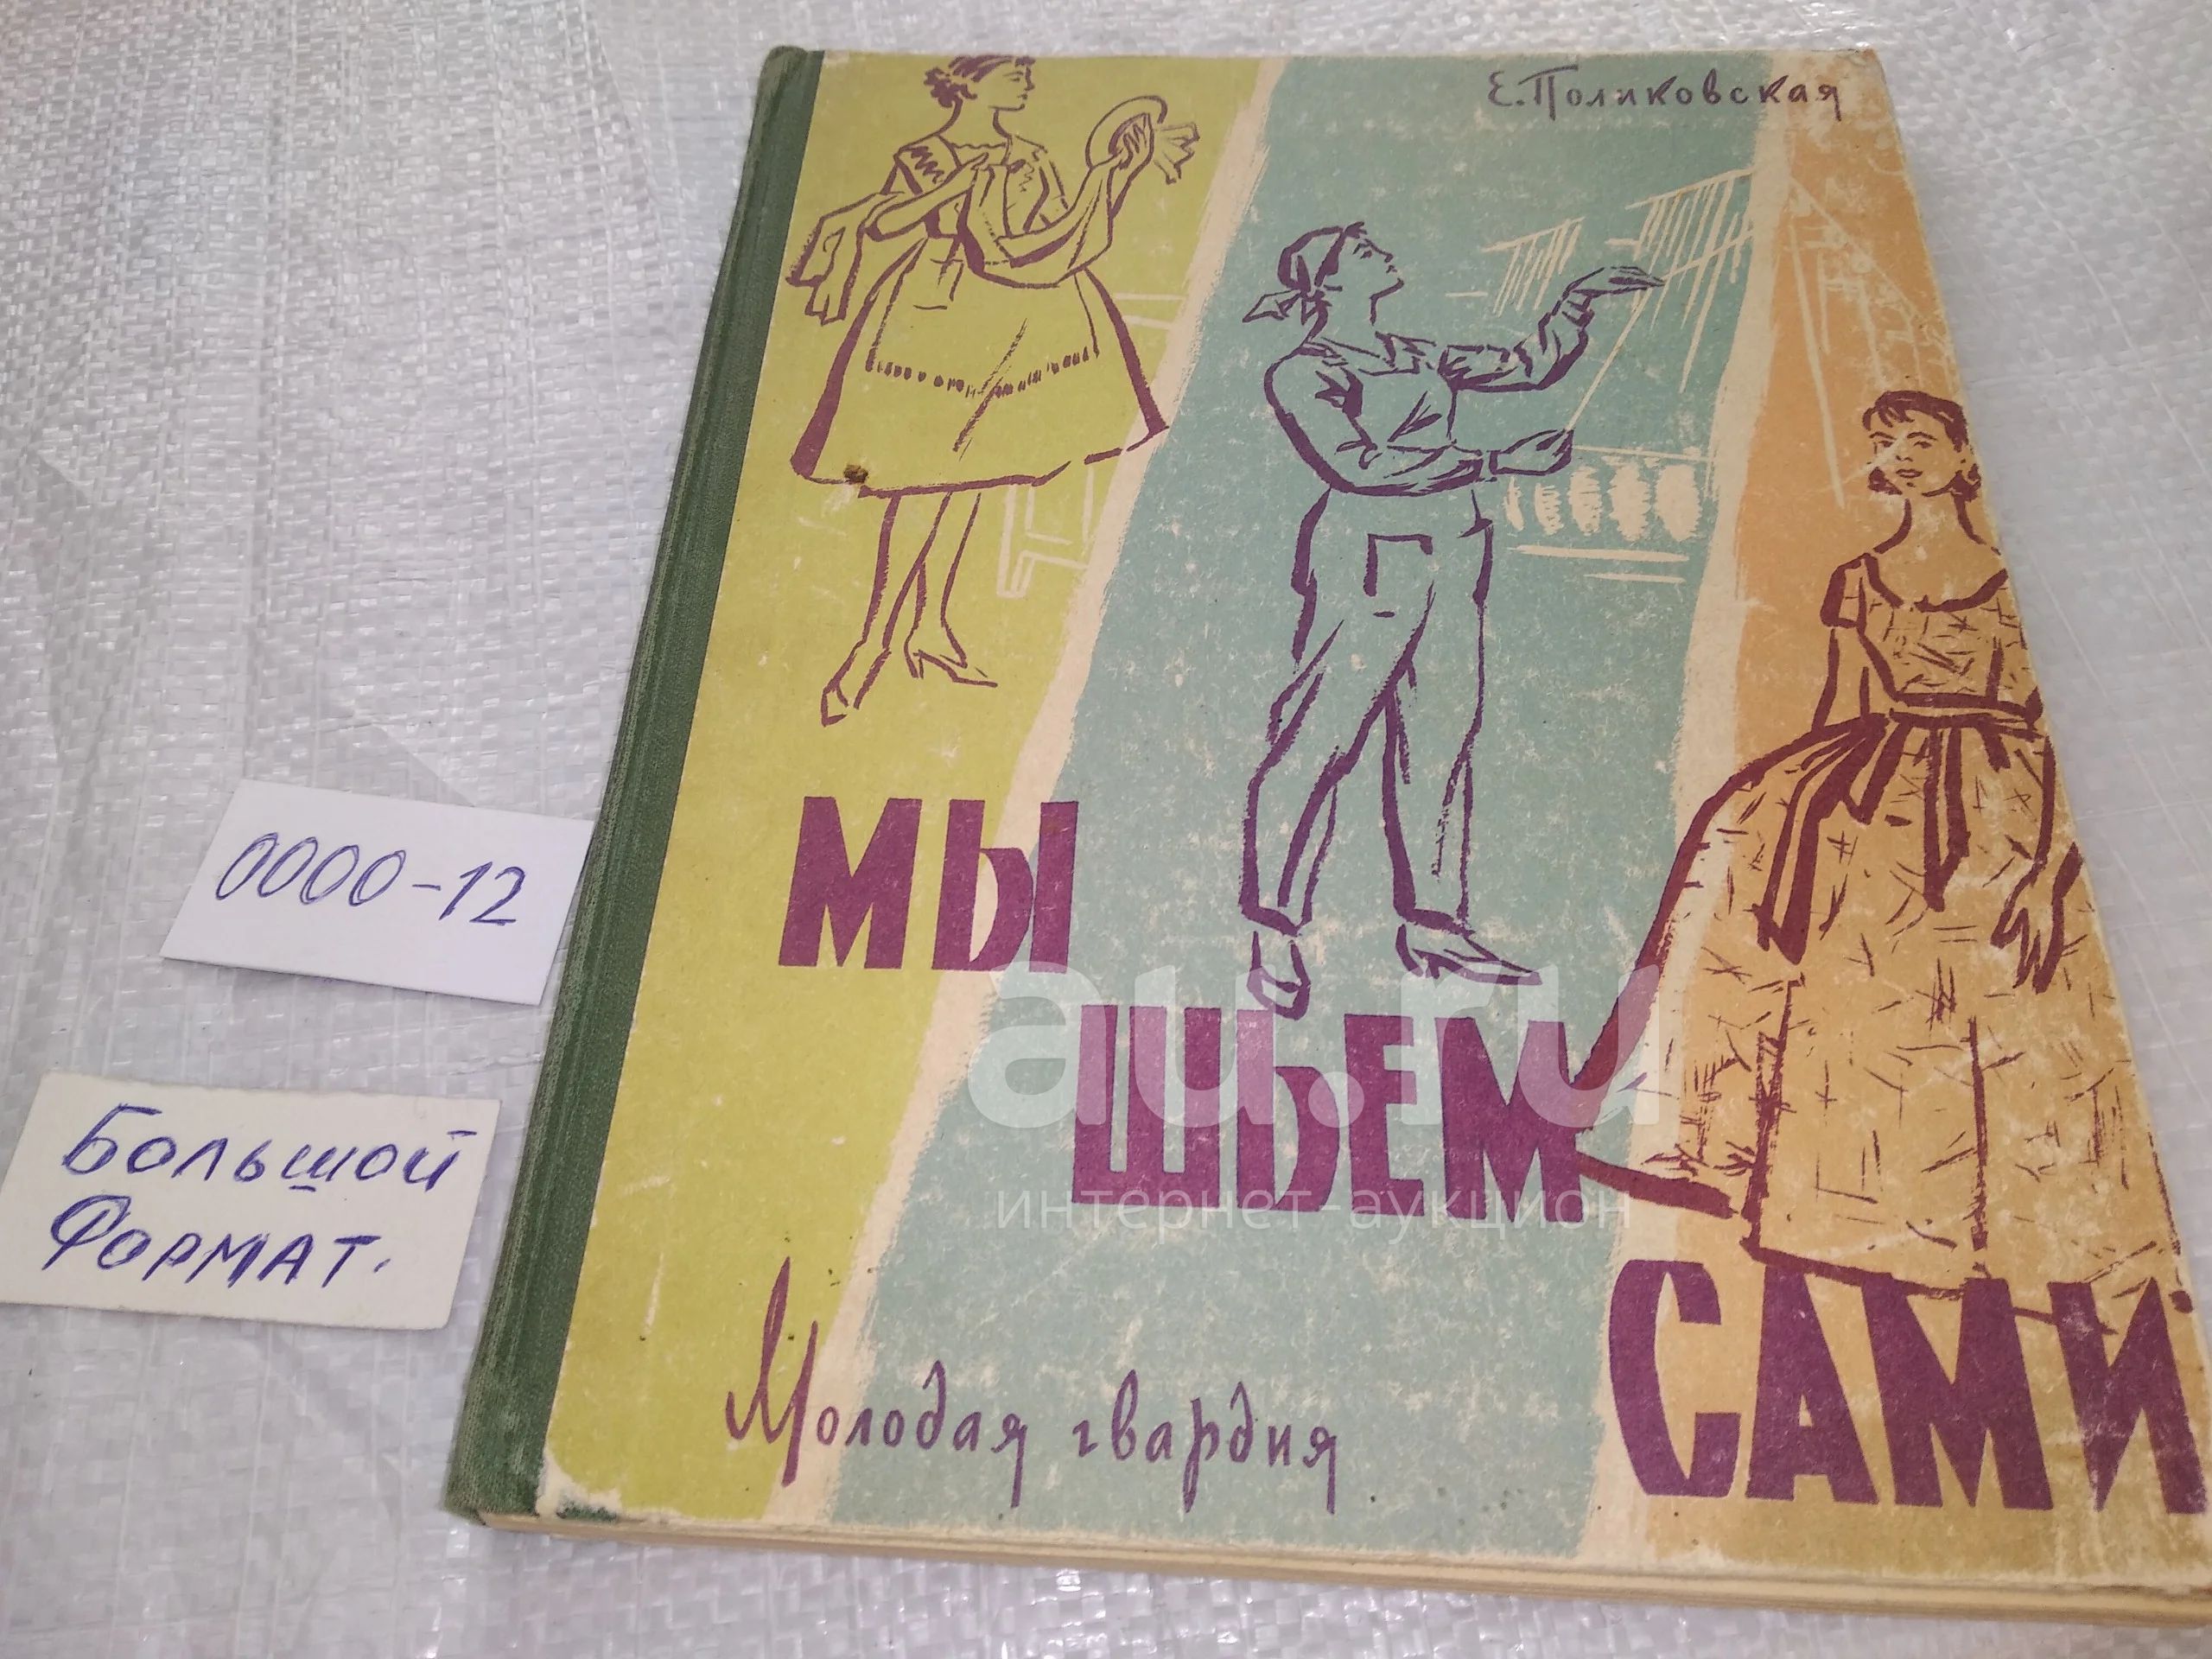 Е. Поликовская
МЫ
ШЬЕМ
САМИ
Молодая гвардия
0000-12
БОЛЬШОЙ
ФОРМАТ.
au.ru
интернет-аукцион